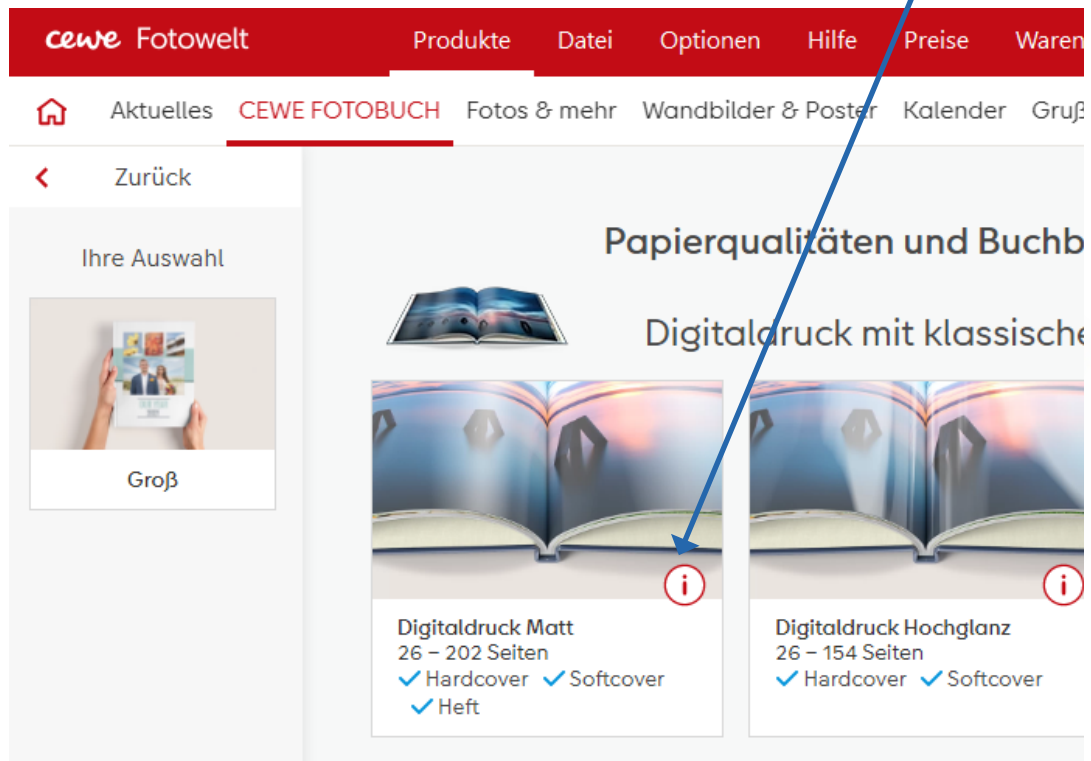 cewe Fotowelt Produkte Datei Optionen Hilfe Preise Waren
Aktuelles CEWE FOTOBUCH Fotos & mehr Wandbilder & Poster Kalender Gruß
Zurück
Ihre Auswahl
Groß
Papierqualitäten und Buchb
Digitaldruck mit klassische
Digitaldruck Matt
26 – 202 Seiten
Hardcover Softcover
Heft
Digitaldruck Hochglanz
26 – 154 Seiten
Hardcover Softcover